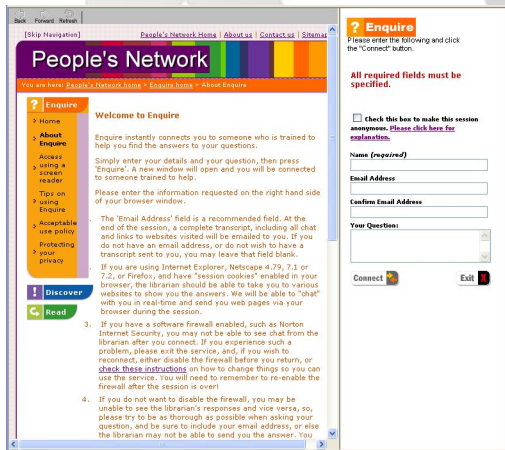 Back Forward Refresh
[Skip Navigation] People's Network Home | About us | Contact us | Sitemap
People's Network
You are here: People's Network home > Enquire home > About Enquire
? Enquire
> Home
> About
Enquire
Access
> using a
screen
reader
Tips on
> using
Enquire
> Acceptable
use policy
Protecting
> your
privacy
! Discover
Read
Welcome to Enquire
Enquire instantly connects you to someone who is trained to
help you find the answers to your questions.
Simply enter your details and your question, then press
'Enquire'. A new window will open and you will be connected
to someone trained to help.
Please enter the information requested on the right hand side
of your browser window.
The 'Email Address' field is a recommended field. At the
end of the session, a complete transcript, including all chat
and links to websites visited will be emailed to you. If you
do not have an email address, or do not wish to have a
transcript sent to you, you may leave that field blank.
If you are using Internet Explorer, Netscape 4.79, 7.1 or
7.2, or Firefox, and have "session cookies" enabled in your
browser, the librarian should be able to take you to various
websites to show you the answers. We will be able to "chat"
with you in real-time and send you web pages via your
browser during the session.
3. If you have a software firewall enabled, such as Norton
Internet Security, you may not be able to see chat from the
librarian after you connect. If you experience such a
problem, please exit the service, and, if you wish to
reconnect, either disable the firewall before you return, or
check these instructions on how to change things so you can
use the service. You will need to remember to re-enable the
firewall after the session is over!
4. If you do not want to disable the firewall, you may be
unable to see the librarian's responses and vice versa, so,
please try to be as thorough as possible when asking your
question, and be sure to include your email address, or else
the librarian may not be able to send you the answer. You
? Enquire
Please enter the following and click
the "Connect" button.
All required fields must be
specified.
Check this box to make this session
anonymous. Please click here for
explanation.
Name (required)
Email Address
Confirm Email Address
Your Question:
Connect Exit X